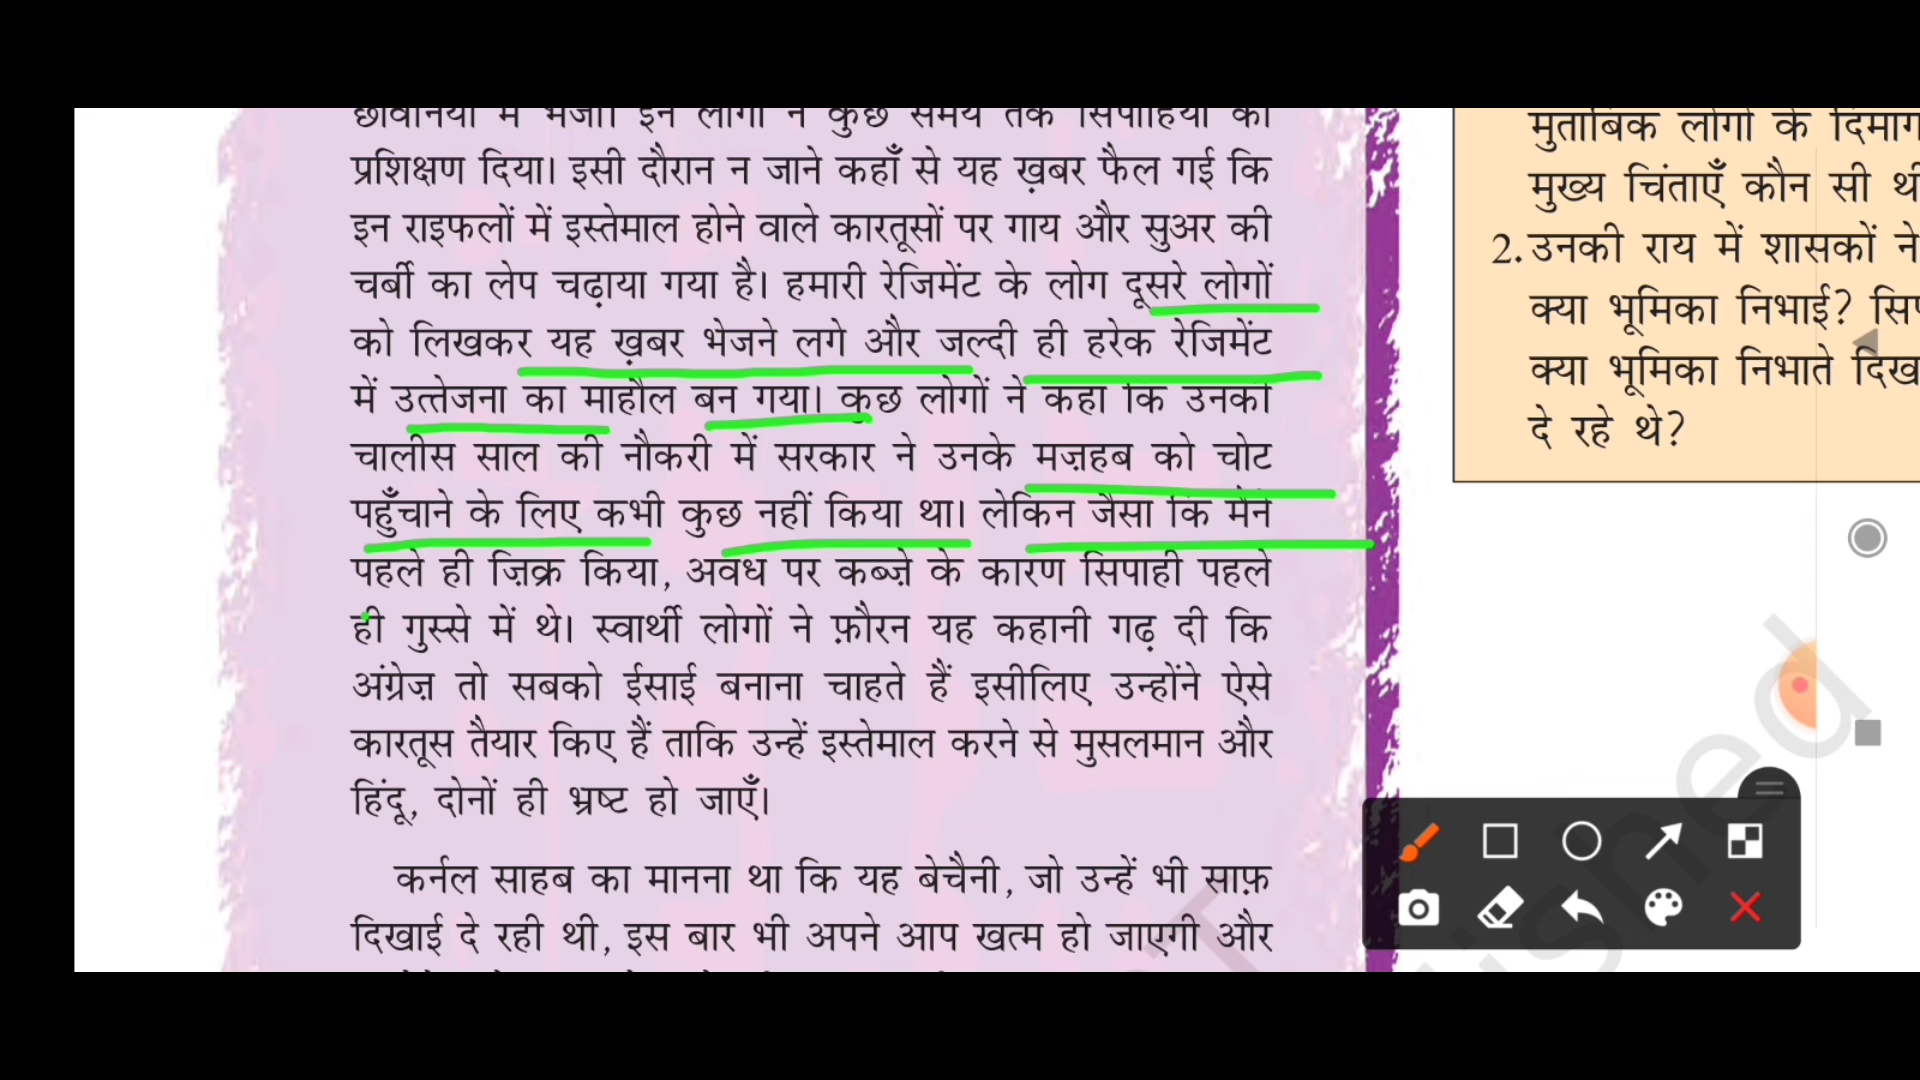 छावनियों में भेजा। इन लोगों ने कुछ समय तक सिपाहियों को
प्रशिक्षण दिया। इसी दौरान न जाने कहाँ से यह ख़बर फैल गई कि
इन राइफलों में इस्तेमाल होने वाले कारतूसों पर गाय और सुअर की
चर्बी का लेप चढ़ाया गया है। हमारी रेजिमेंट के लोग दूसरे लोगों
को लिखकर यह ख़बर भेजने लगे और जल्दी ही हरेक रेजिमेंट
में उत्तेजना का माहौल बन गया। कुछ लोगों ने कहा कि उनकी
चालीस साल की नौकरी में सरकार ने उनके मज़हब को चोट
पहुँचाने के लिए कभी कुछ नहीं किया था। लेकिन जैसा कि मैंने
पहले ही ज़िक्र किया, अवध पर कब्ज़े के कारण सिपाही पहले
ही गुस्से में थे। स्वार्थी लोगों ने फ़ौरन यह कहानी गढ़ दी कि
अंग्रेज़ तो सबको ईसाई बनाना चाहते हैं इसीलिए उन्होंने ऐसे
कारतूस तैयार किए हैं ताकि उन्हें इस्तेमाल करने से मुसलमान और
हिंदू, दोनों ही भ्रष्ट हो जाएँ।
कर्नल साहब का मानना था कि यह बेचैनी, जो उन्हें भी साफ़
दिखाई दे रही थी, इस बार भी अपने आप खत्म हो जाएगी और
मुताबिक लोगों के दिमाग
मुख्य चिंताएँ कौन सी थीं
2. उनकी राय में शासकों ने
क्या भूमिका निभाई?
क्या भूमिका निभाते दिख
दे रहे थे?